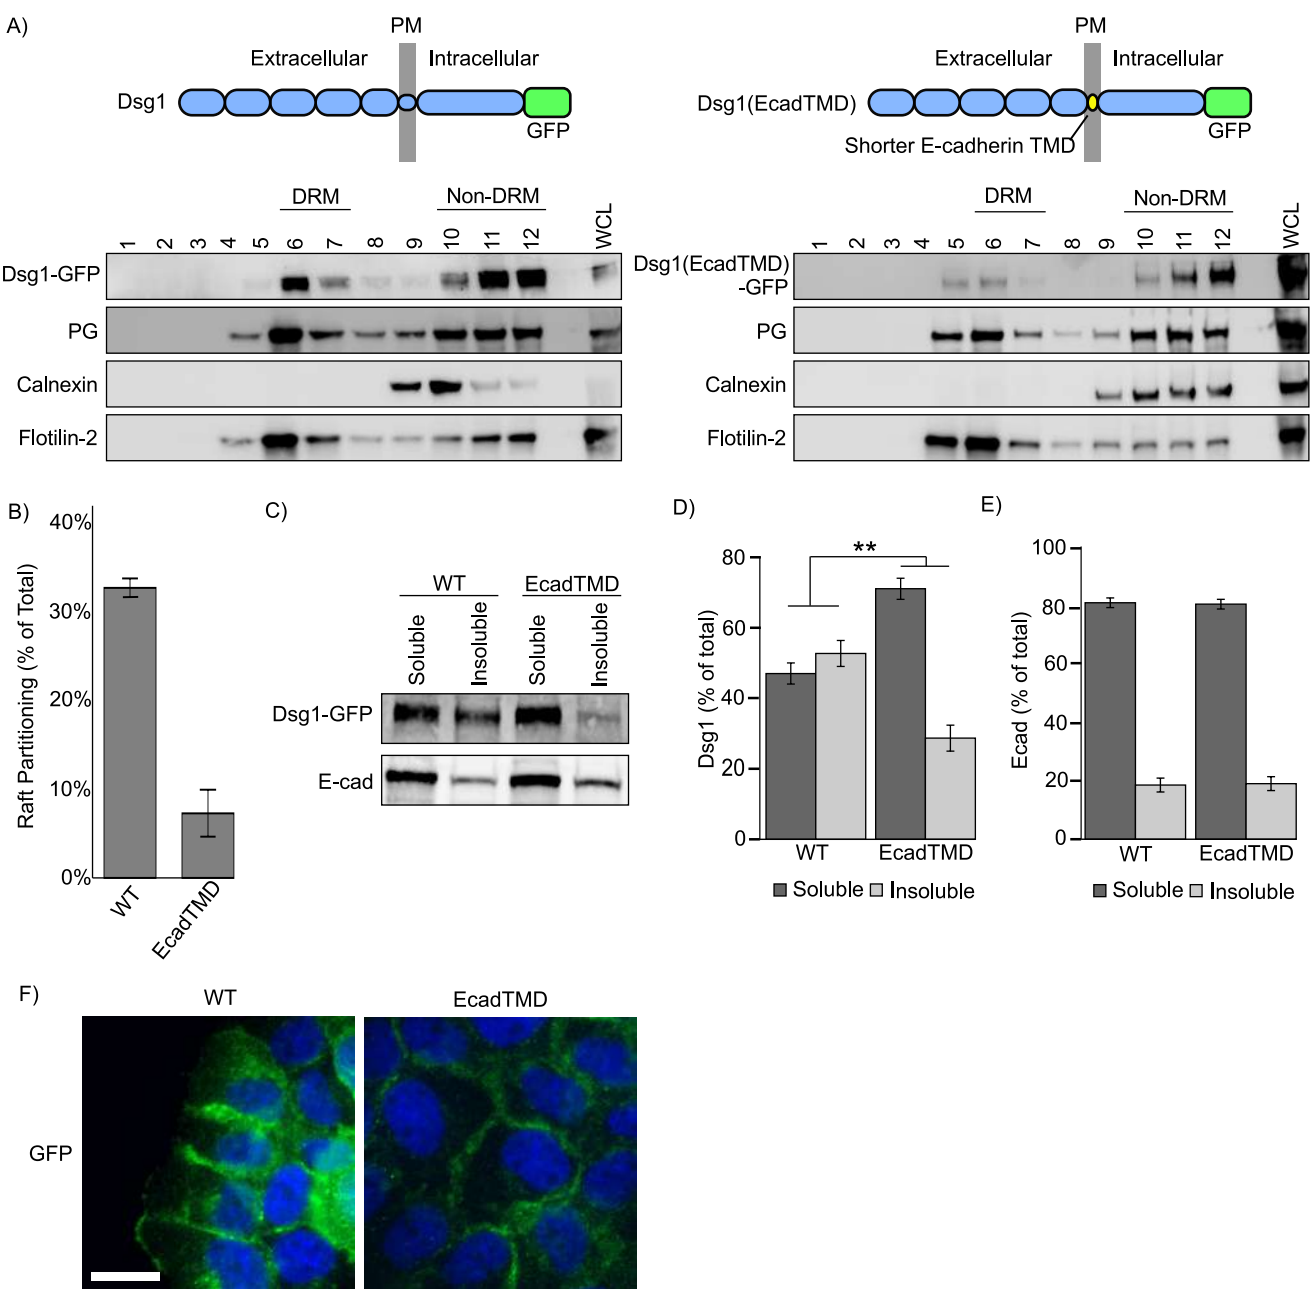 A)
PM
Extracellular Intracellular
Dsg1
GFP
PM
Extracellular Intracellular
Dsg1(EcadTMD)
GFP
Shorter E-cadherin TMD
DRM Non-DRM
1 2 3 4 5 6 7 8 9 10 11 12 WCL
Dsg1-GFP
PG
Calnexin
Flotilin-2
DRM Non-DRM
1 2 3 4 5 6 7 8 9 10 11 12 WCL
Dsg1(EcadTMD)
-GFP
PG
Calnexin
Flotilin-2
B)
Raft Partitioning (% of Total)
40%
30%
20%
10%
0%
WT
EcadTMD
C)
WT EcadTMD
Soluble Insoluble Soluble Insoluble
Dsg1-GFP
E-cad
D)
Dsg1 (% of total)
80
60
40
20
0
**
WT EcadTMD
Soluble Insoluble
E)
Ecad (% of total)
100
80
60
40
20
0
WT EcadTMD
Soluble Insoluble
F)
WT EcadTMD
GFP